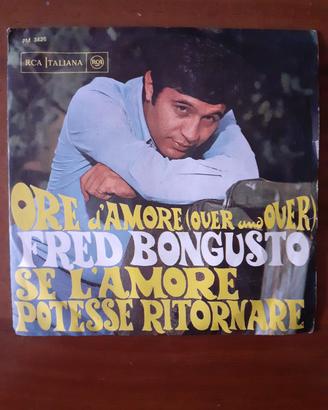 PM 3426
RCA ITALIANA RCA
ORE d'AMORE (OVER and OVER)
FRED BONGUSTO
SE L'AMORE
POTESSE RITORNARE